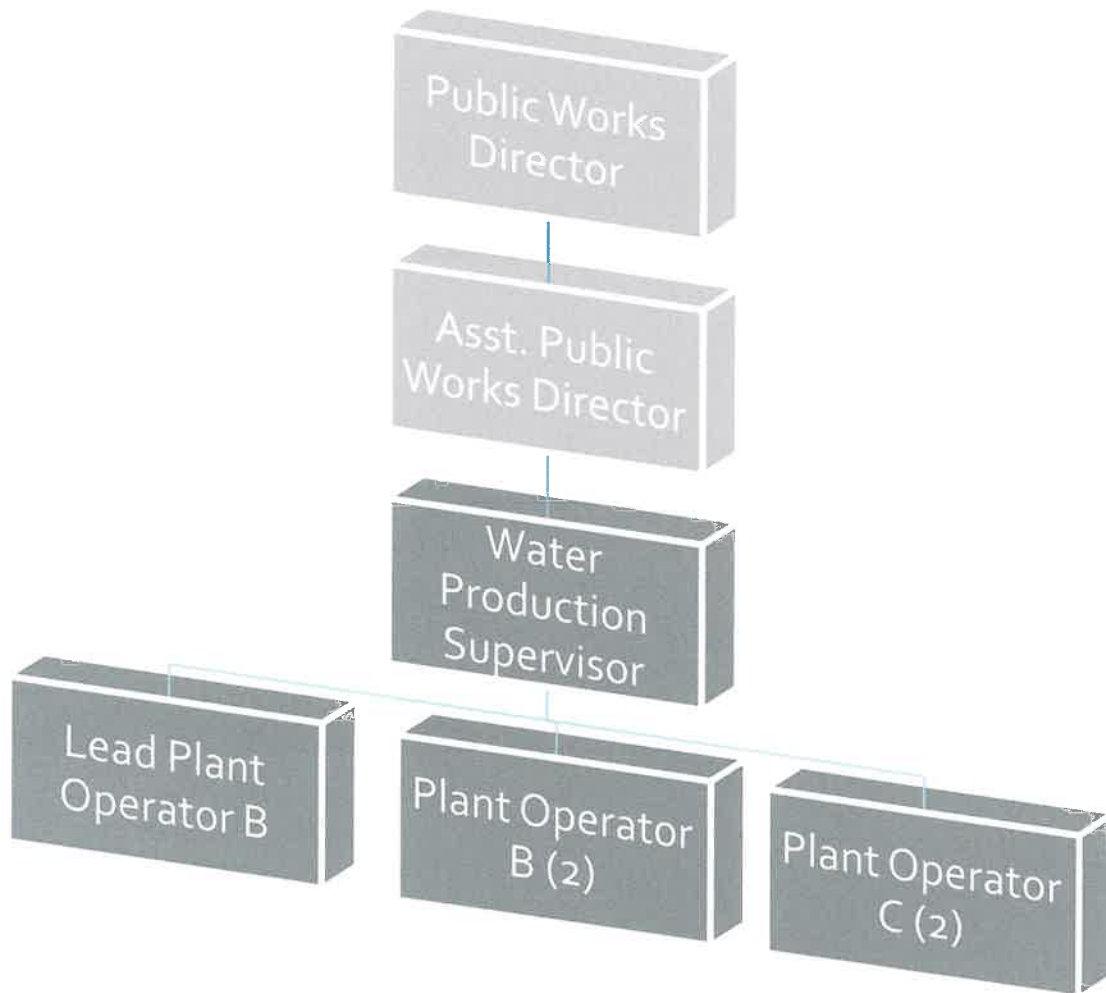 Public Works
Director
Asst. Public
Works Director
Water
Production
Supervisor
Lead Plant
Operator B
Plant Operator
B (2)
Plant Operator
C (2)